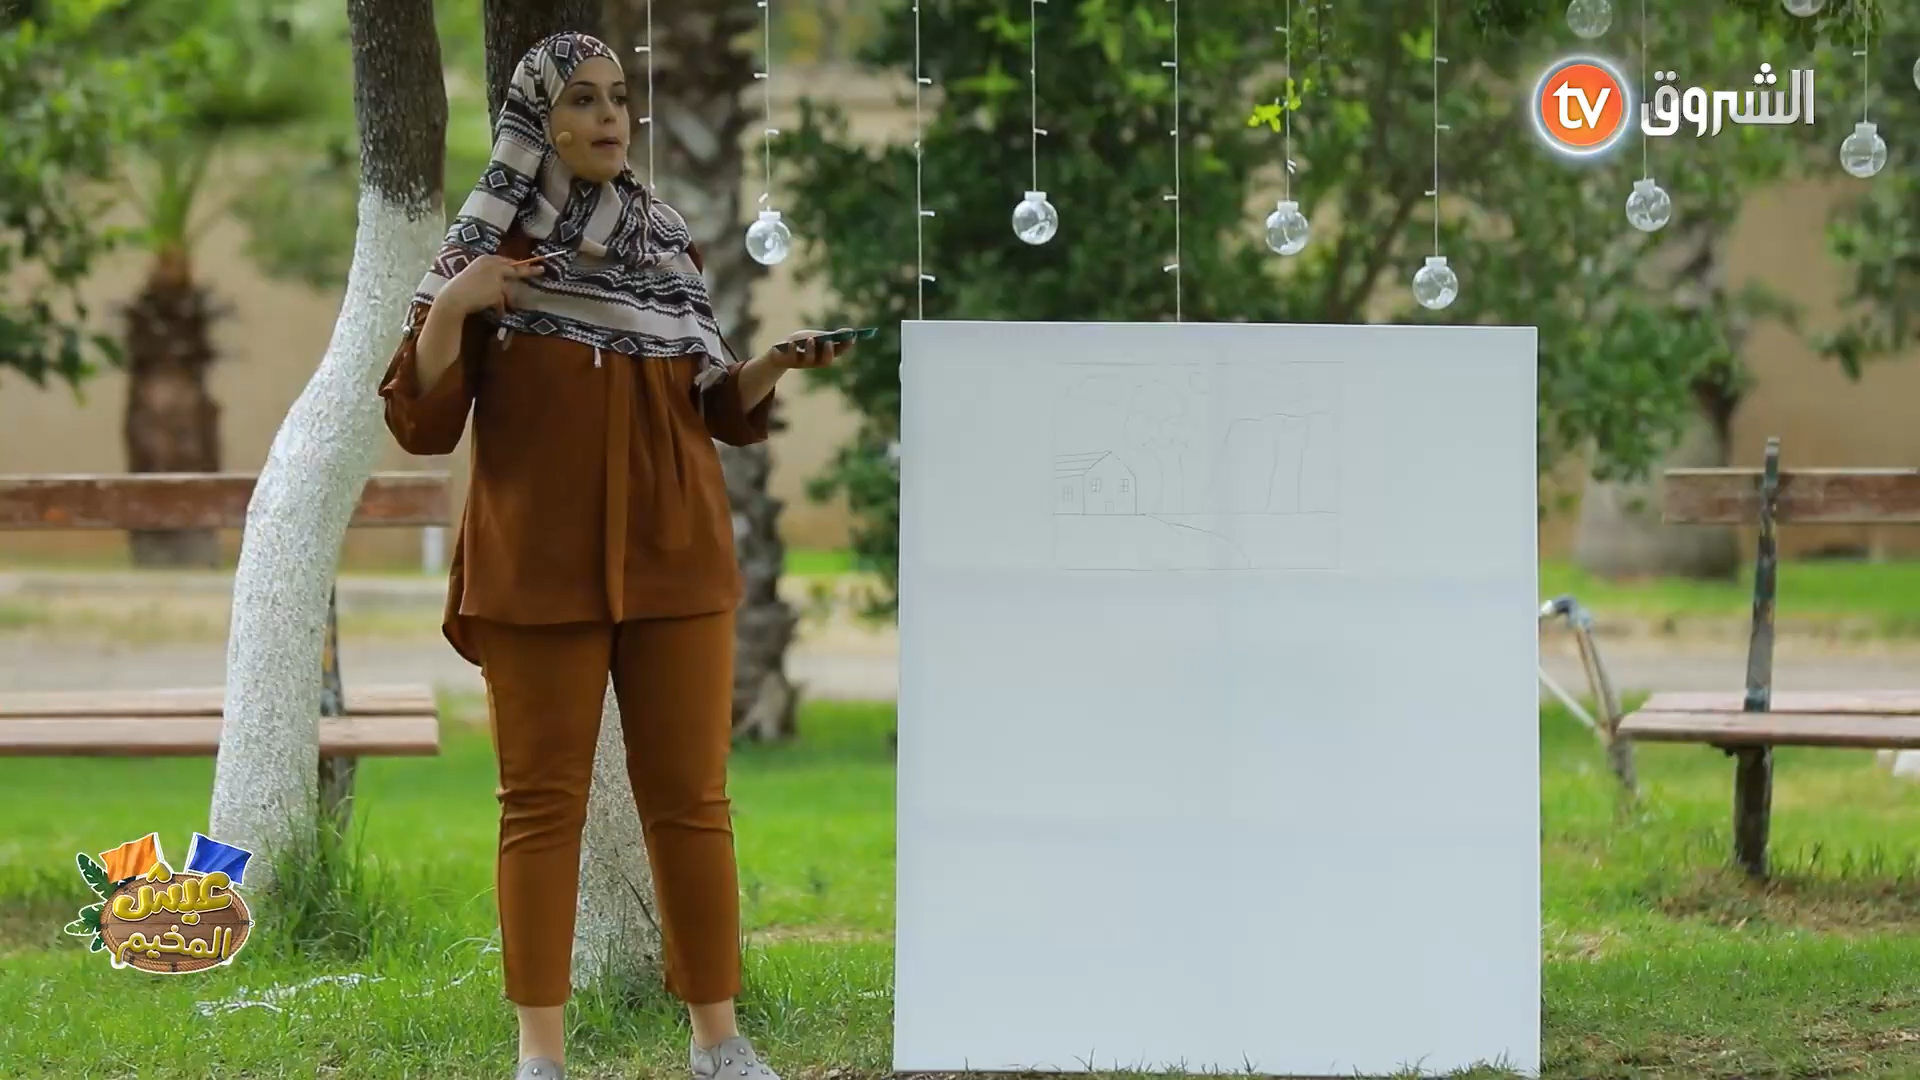 tv الشروق
عيش
المخيم